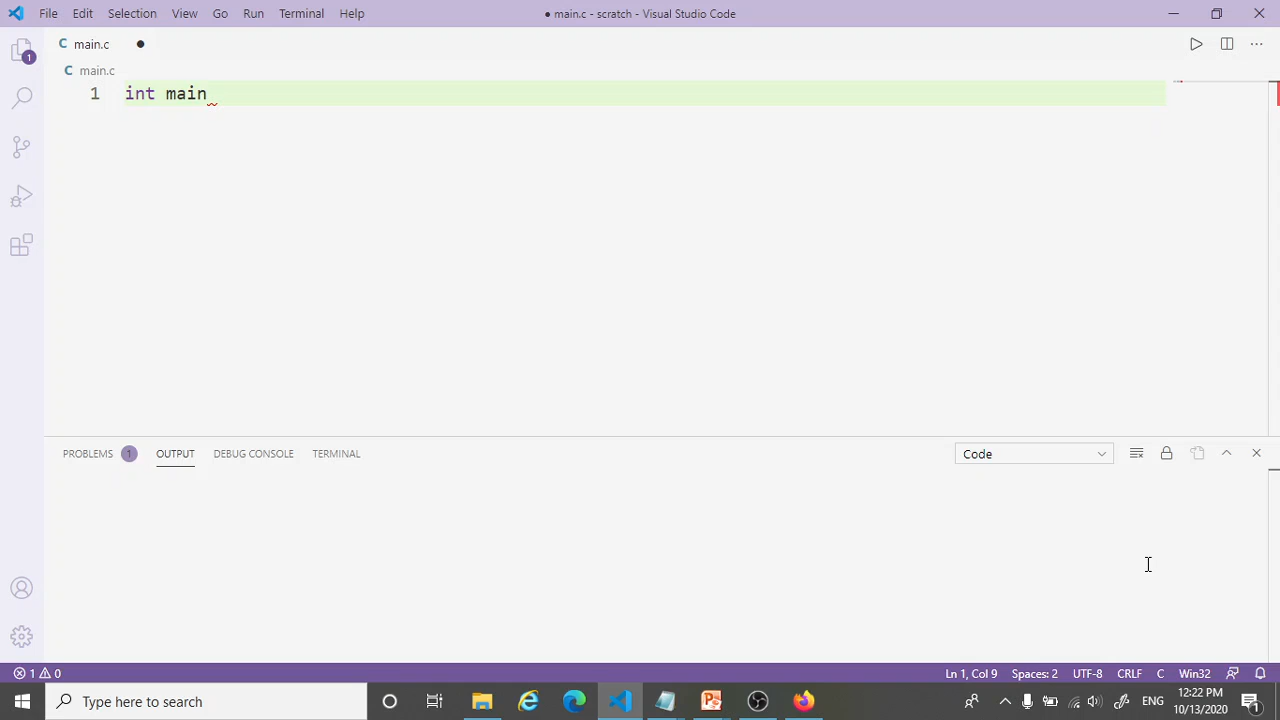 File Edit Selection View Go Run Terminal Help ● main.c - scratch - Visual Studio Code
C main.c ●
1
C main.c
1 int main
PROBLEMS 1 OUTPUT DEBUG CONSOLE TERMINAL Code
1 0 Ln 1, Col 9 Spaces: 2 UTF-8 CRLF C Win32
Type here to search ENG 12:22 PM
10/13/2020 1